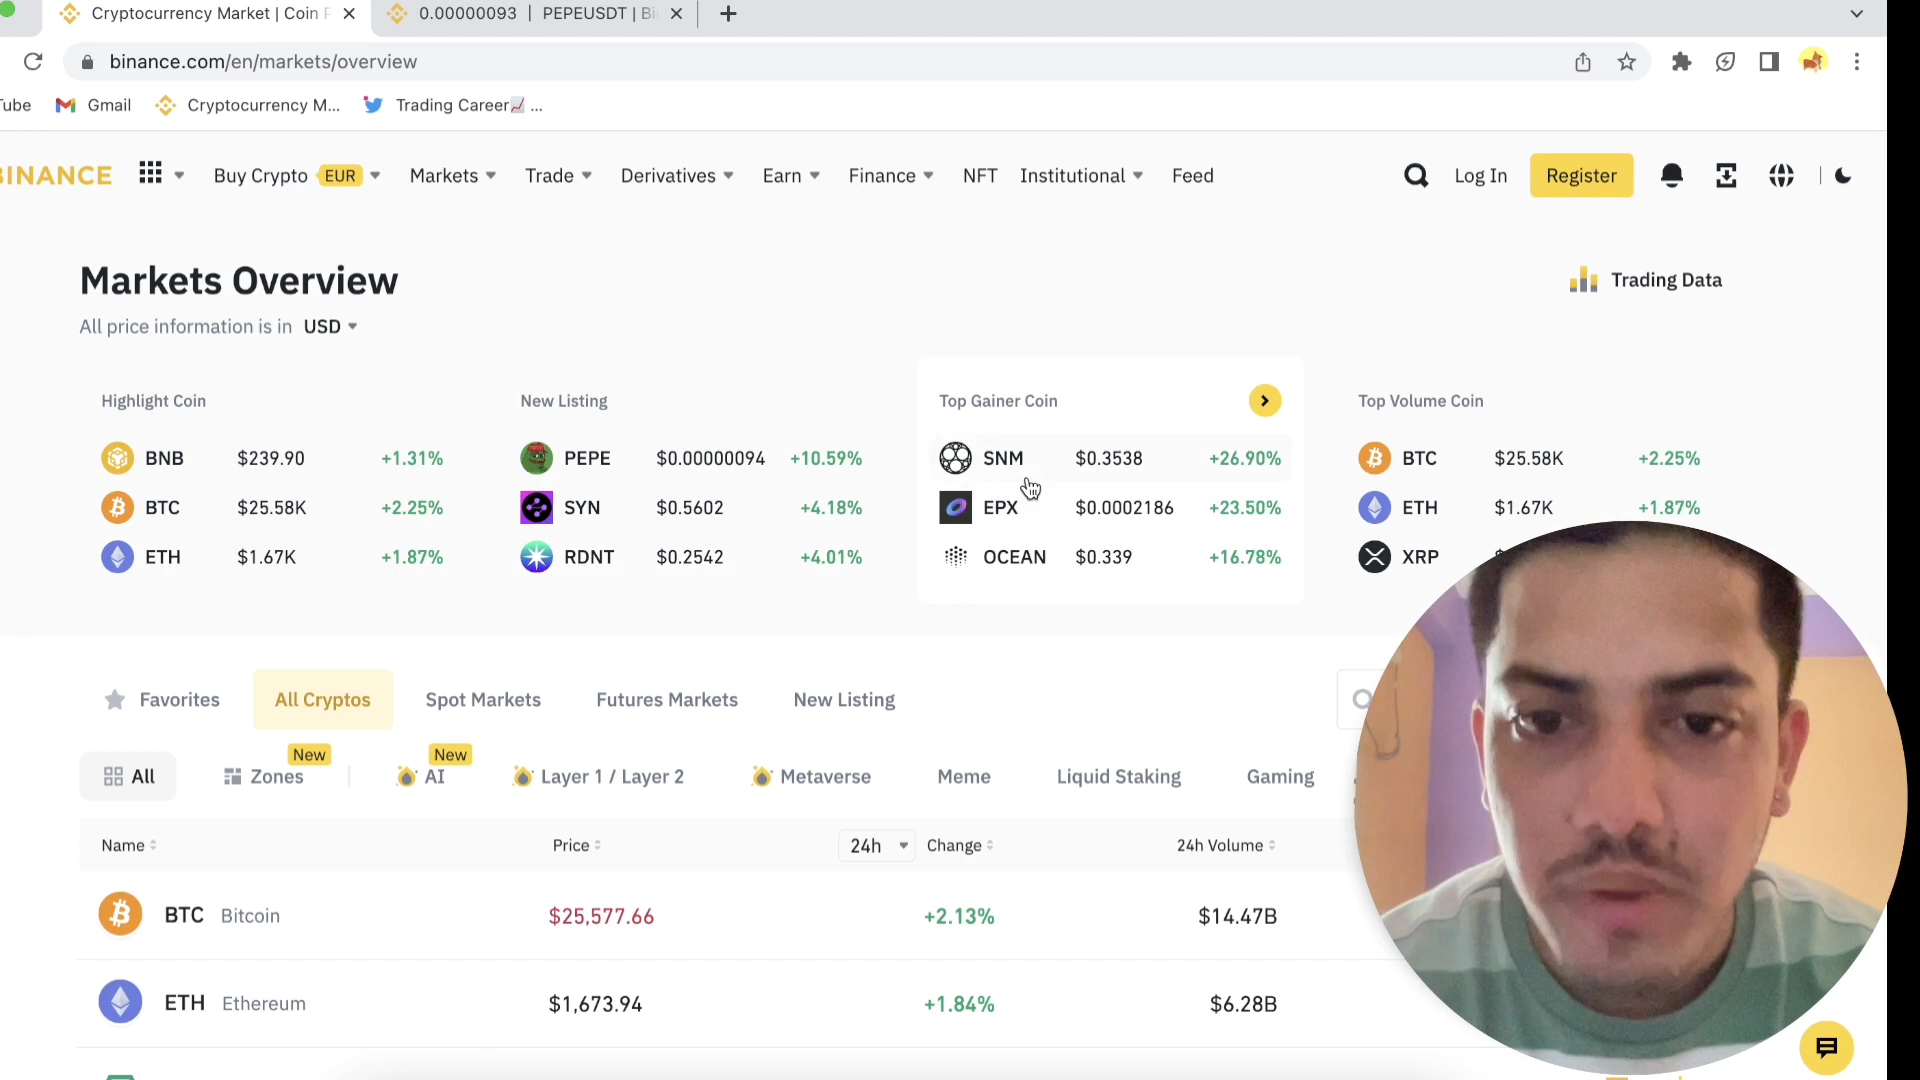 Cryptocurrency Market | Coin P
0.00000093 | PEPEUSDT | Bi
binance.com/en/markets/overview
Tube
Gmail
Cryptocurrency M...
Trading Career📈 ...
BINANCE
Buy Crypto EUR
Markets
Trade
Derivatives
Earn
Finance
NFT
Institutional
Feed
Log In
Register
Markets Overview
Trading Data
All price information is in USD
Highlight Coin
BNB $239.90 +1.31%
BTC $25.58K +2.25%
ETH $1.67K +1.87%
New Listing
PEPE $0.00000094 +10.59%
SYN $0.5602 +4.18%
RDNT $0.2542 +4.01%
Top Gainer Coin
SNM $0.3538 +26.90%
EPX $0.0002186 +23.50%
OCEAN $0.339 +16.78%
Top Volume Coin
BTC $25.58K +2.25%
ETH $1.67K +1.87%
XRP
Favorites
All Cryptos
Spot Markets
Futures Markets
New Listing
All
New
Zones
New
AI
Layer 1 / Layer 2
Metaverse
Meme
Liquid Staking
Gaming
Name Price 24h Change 24h Volume
BTC Bitcoin $25,577.66 +2.13% $14.47B
ETH Ethereum $1,673.94 +1.84% $6.28B